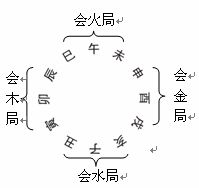 会火局
巳 午 未
辰 申
卯 酉
寅 戌
丑 子 亥
会
木
局
会
金
局
会水局